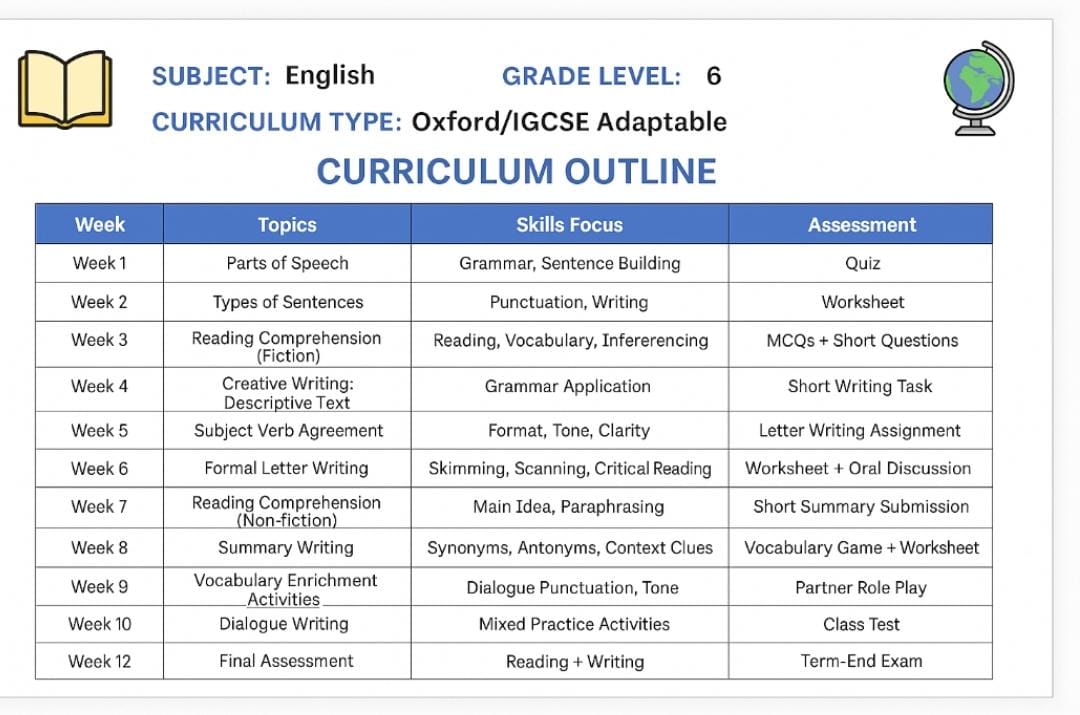 SUBJECT: English GRADE LEVEL: 6
CURRICULUM TYPE: Oxford/IGCSE Adaptable
CURRICULUM OUTLINE
Week Topics Skills Focus Assessment
Week 1 Parts of Speech Grammar, Sentence Building Quiz
Week 2 Types of Sentences Punctuation, Writing Worksheet
Week 3 Reading Comprehension (Fiction) Reading, Vocabulary, Infererencing MCQs + Short Questions
Week 4 Creative Writing: Descriptive Text Grammar Application Short Writing Task
Week 5 Subject Verb Agreement Format, Tone, Clarity Letter Writing Assignment
Week 6 Formal Letter Writing Skimming, Scanning, Critical Reading Worksheet + Oral Discussion
Week 7 Reading Comprehension (Non-fiction) Main Idea, Paraphrasing Short Summary Submission
Week 8 Summary Writing Synonyms, Antonyms, Context Clues Vocabulary Game + Worksheet
Week 9 Vocabulary Enrichment Activities Dialogue Punctuation, Tone Partner Role Play
Week 10 Dialogue Writing Mixed Practice Activities Class Test
Week 12 Final Assessment Reading + Writing Term-End Exam